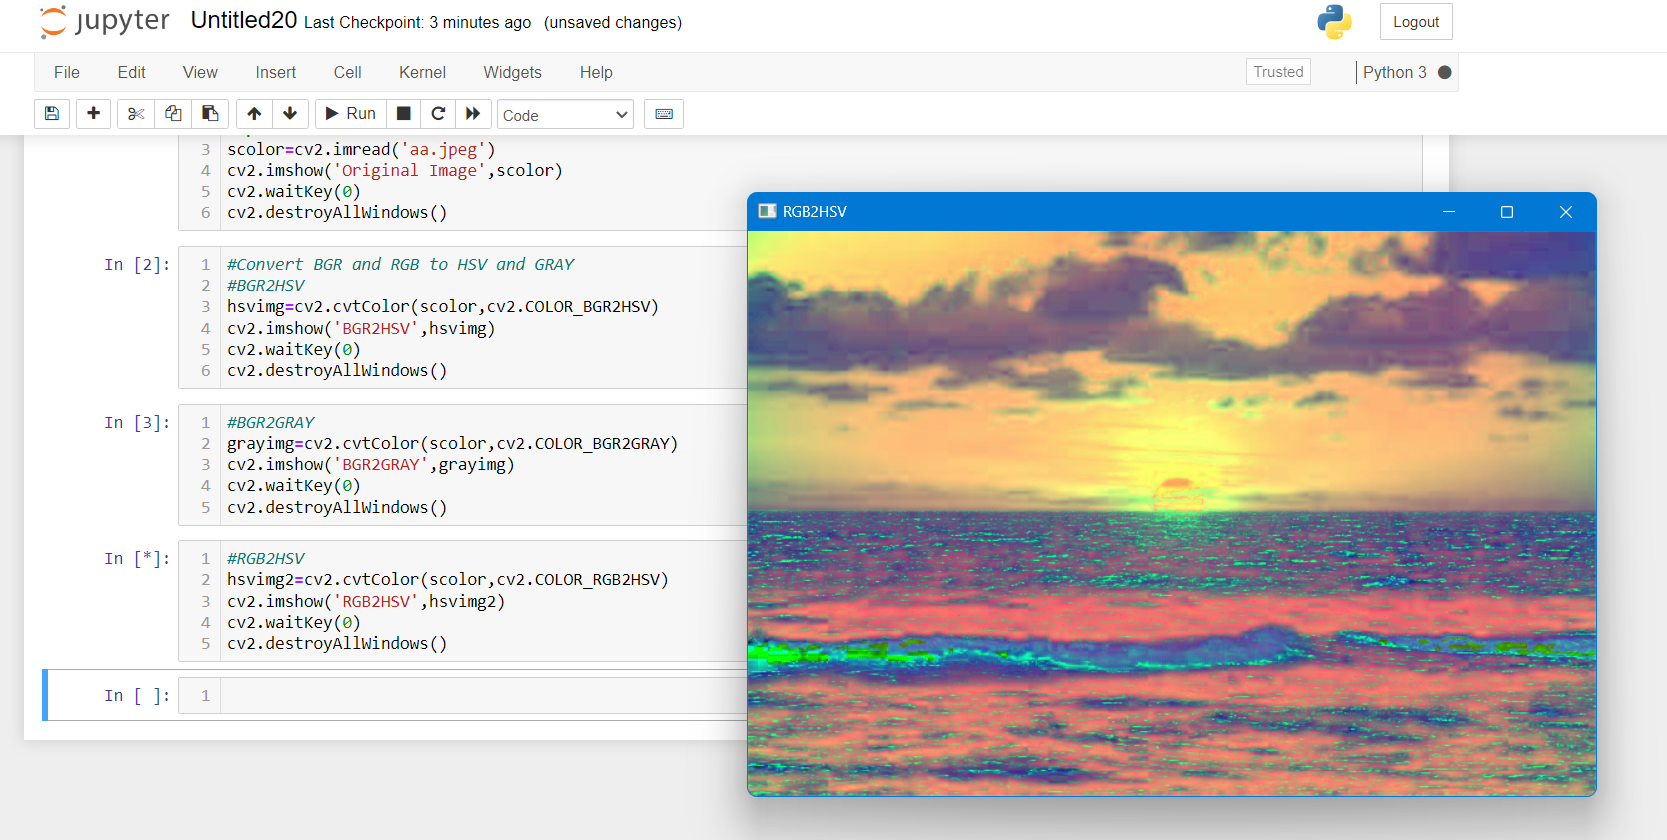 jupyter Untitled20 Last Checkpoint: 3 minutes ago (unsaved changes) Logout
File Edit View Insert Cell Kernel Widgets Help Trusted Python 3
Run Code
3 scolor=cv2.imread('aa.jpeg')
4 cv2.imshow('Original Image',scolor)
5 cv2.waitKey(0)
6 cv2.destroyAllWindows()
RGB2HSV
In [2]: 1 #Convert BGR and RGB to HSV and GRAY
2 #BGR2HSV
3 hsvimg=cv2.cvtColor(scolor,cv2.COLOR_BGR2HSV)
4 cv2.imshow('BGR2HSV',hsvimg)
5 cv2.waitKey(0)
6 cv2.destroyAllWindows()
In [3]: 1 #BGR2GRAY
2 grayimg=cv2.cvtColor(scolor,cv2.COLOR_BGR2GRAY)
3 cv2.imshow('BGR2GRAY',grayimg)
4 cv2.waitKey(0)
5 cv2.destroyAllWindows()
In [*]: 1 #RGB2HSV
2 hsvimg2=cv2.cvtColor(scolor,cv2.COLOR_RGB2HSV)
3 cv2.imshow('RGB2HSV',hsvimg2)
4 cv2.waitKey(0)
5 cv2.destroyAllWindows()
In [ ]: 1